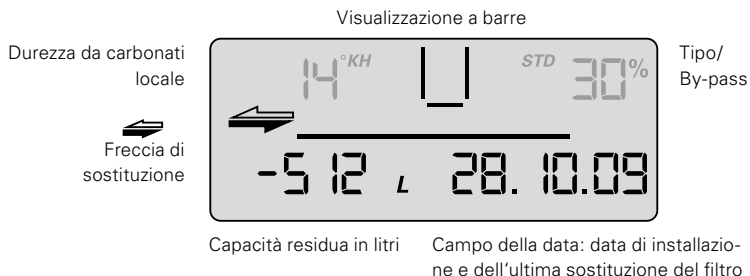 Visualizzazione a barre
Durezza da carbonati
locale
14°KH
STD
30%
Tipo/
By-pass
Freccia di
sostituzione
-512 L 28.10.09
Capacità residua in litri
Campo della data: data di installazio-
ne e dell‘ultima sostituzione del filtro